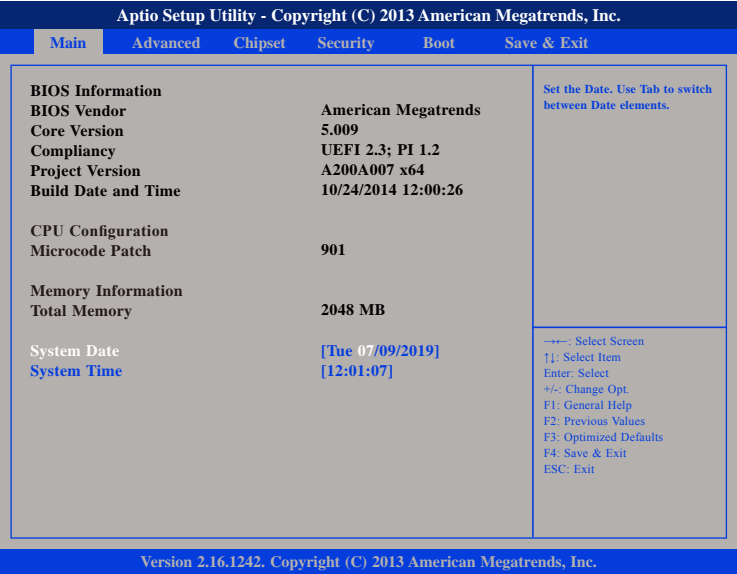 Aptio Setup Utility - Copyright (C) 2013 American Megatrends, Inc.
Main Advanced Chipset Security Boot Save & Exit
BIOS Information
BIOS Vendor American Megatrends
Core Version 5.009
Compliancy UEFI 2.3; PI 1.2
Project Version A200A007 x64
Build Date and Time 10/24/2014 12:00:26
CPU Configuration
Microcode Patch 901
Memory Information
Total Memory 2048 MB
System Date [Tue 07/09/2019]
System Time [12:01:07]
Set the Date. Use Tab to switch
between Date elements.
→←: Select Screen
↑↓: Select Item
Enter: Select
+/-: Change Opt.
F1: General Help
F2: Previous Values
F3: Optimized Defaults
F4: Save & Exit
ESC: Exit
Version 2.16.1242. Copyright (C) 2013 American Megatrends, Inc.